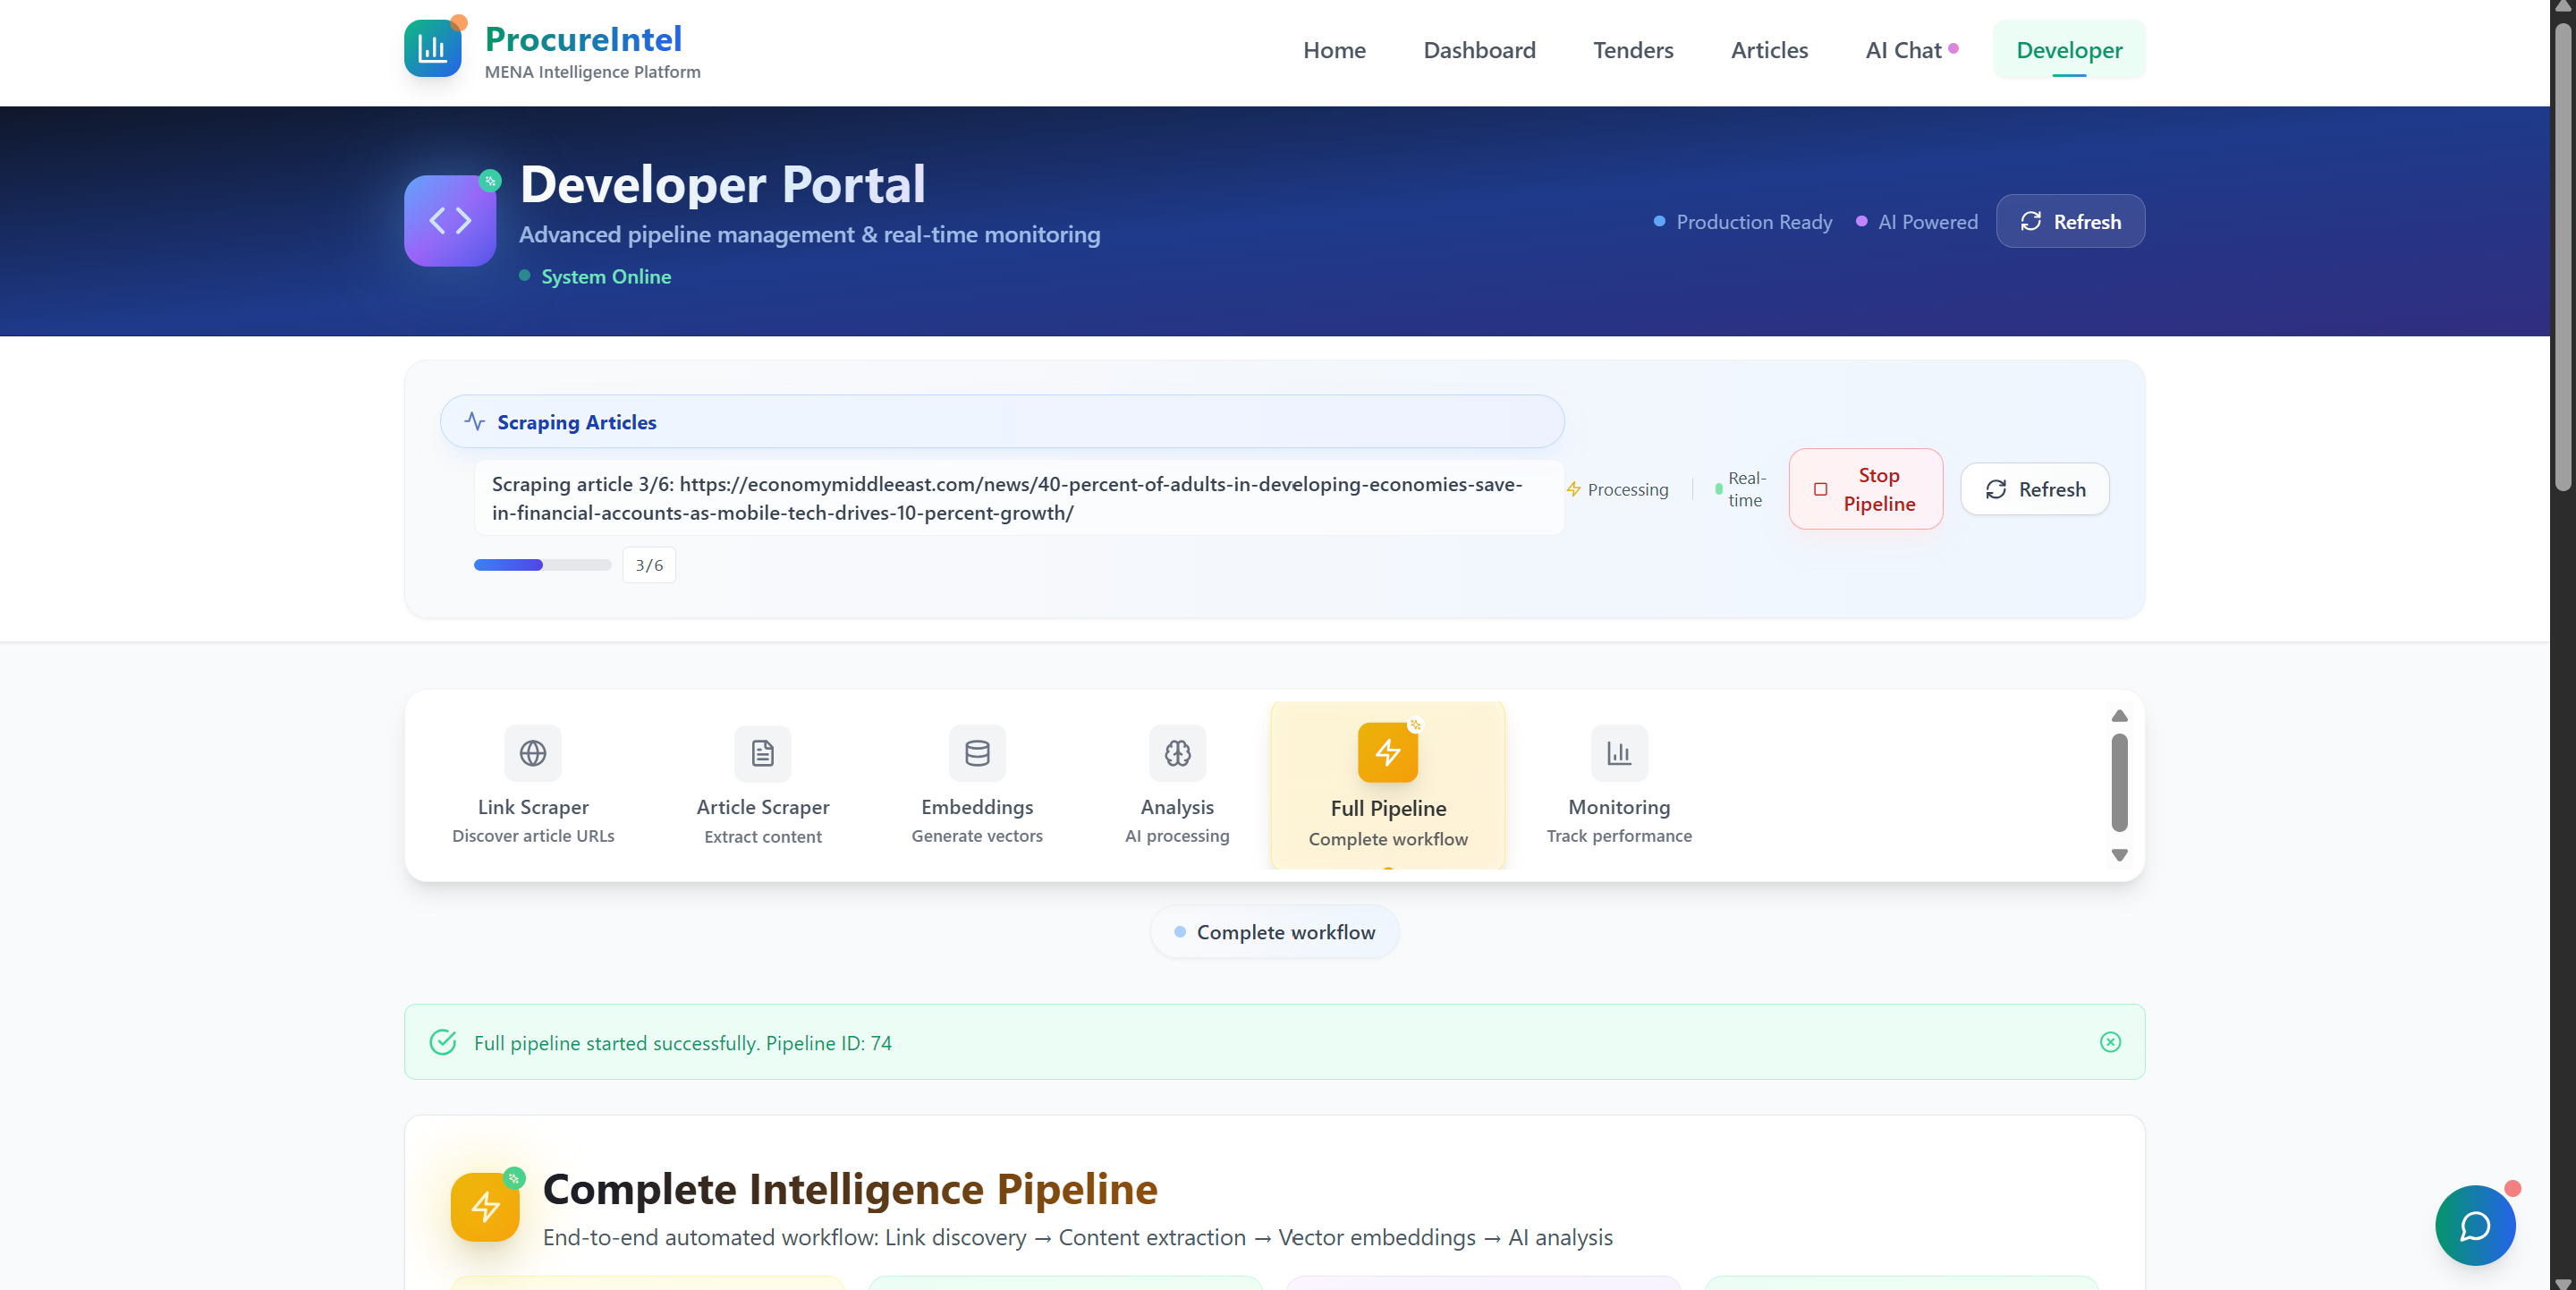 ProcureIntel
MENA Intelligence Platform
Home
Dashboard
Tenders
Articles
AI Chat
Developer
Developer Portal
Advanced pipeline management & real-time monitoring
System Online
Production Ready
AI Powered
Refresh
Scraping Articles
Scraping article 3/6: https://economymiddleeast.com/news/40-percent-of-adults-in-developing-economies-save-
in-financial-accounts-as-mobile-tech-drives-10-percent-growth/
3/6
Processing
Real-
time
Stop
Pipeline
Refresh
Link Scraper
Discover article URLs
Article Scraper
Extract content
Embeddings
Generate vectors
Analysis
AI processing
Full Pipeline
Complete workflow
Monitoring
Track performance
Complete workflow
Full pipeline started successfully. Pipeline ID: 74
Complete Intelligence Pipeline
End-to-end automated workflow: Link discovery → Content extraction → Vector embeddings → AI analysis